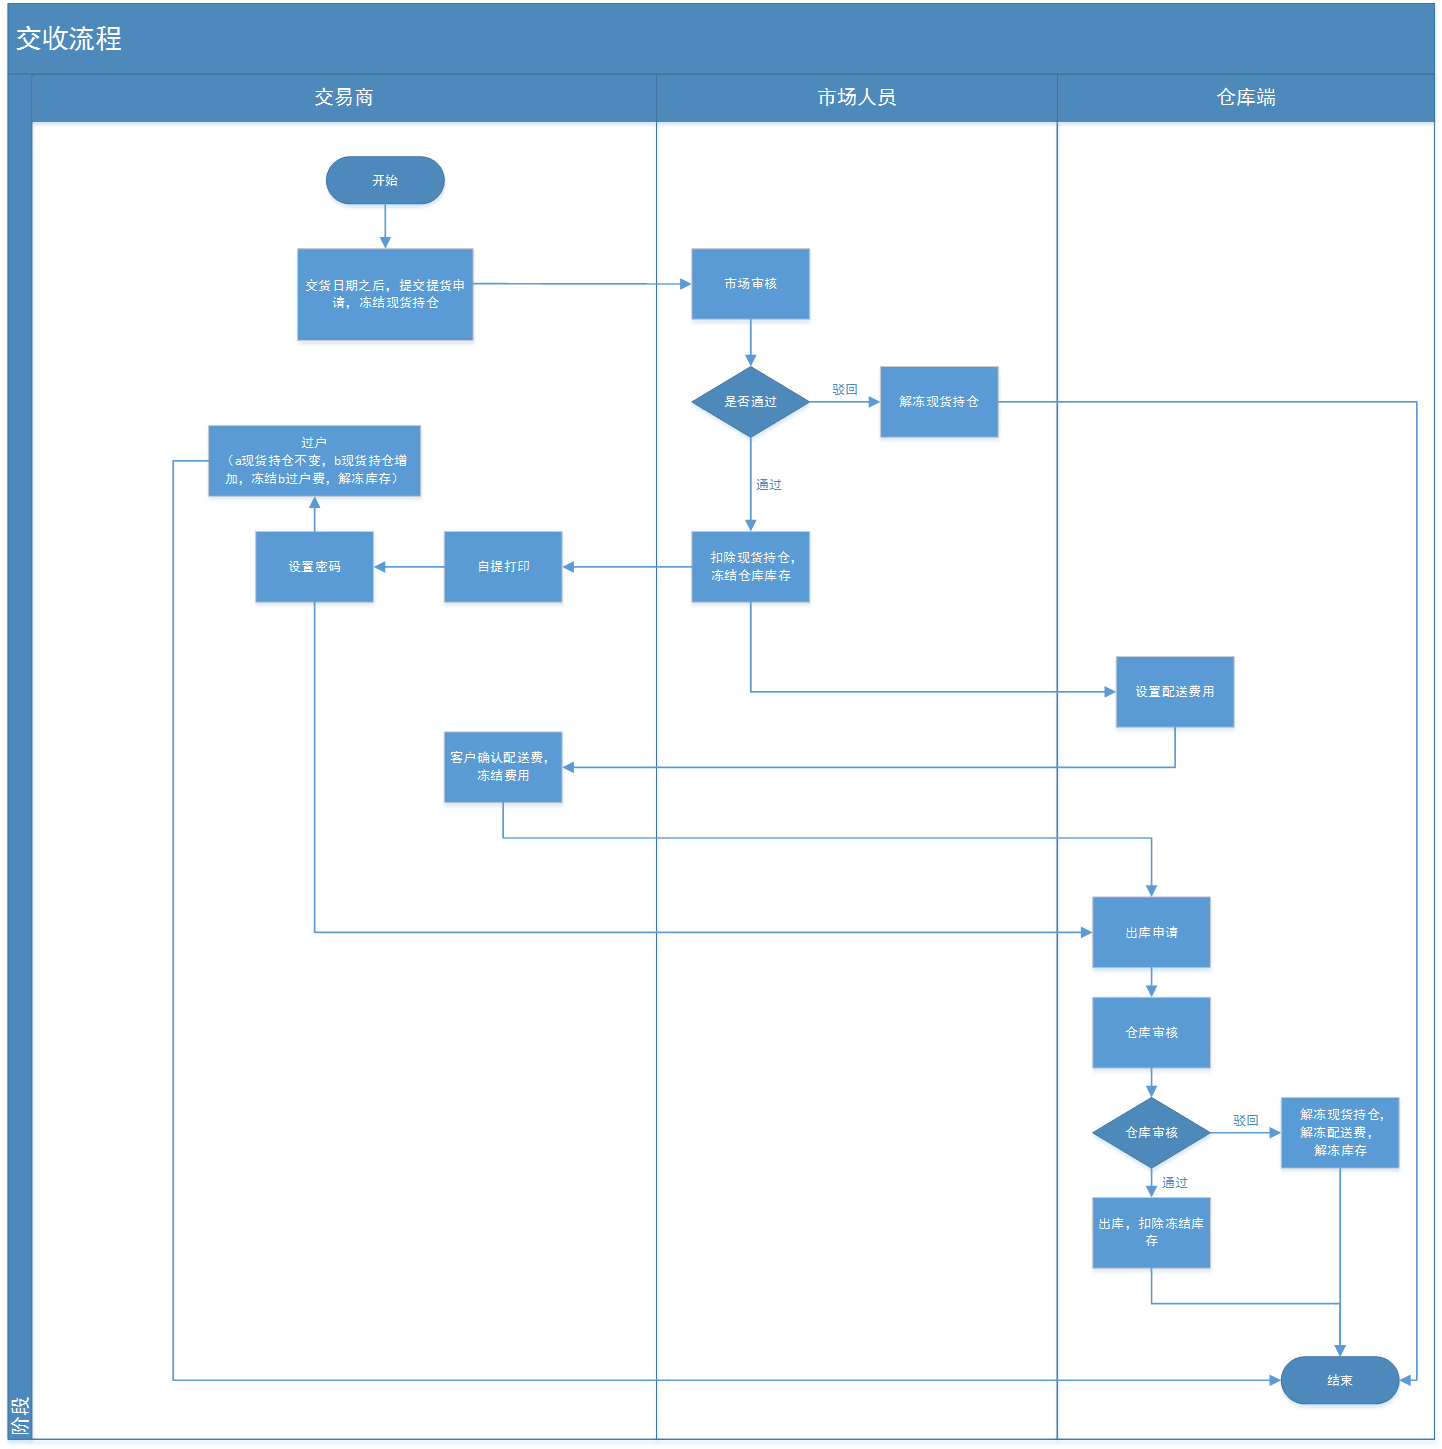 交收流程
交易商
市场人员
仓库端
开始
交货日期之后，提交提货申
请，冻结现货持仓
市场审核
是否通过
驳回
解冻现货持仓
过户
（a现货持仓不变，b现货持仓增
加，冻结b过户费，解冻库存）
通过
设置密码
自提打印
扣除现货持仓，
冻结仓库库存
设置配送费用
客户确认配送费，
冻结费用
出库申请
仓库审核
仓库审核
驳回
解冻现货持仓，
解冻配送费，
解冻库存
通过
出库，扣除冻结库
存
结束
阶段